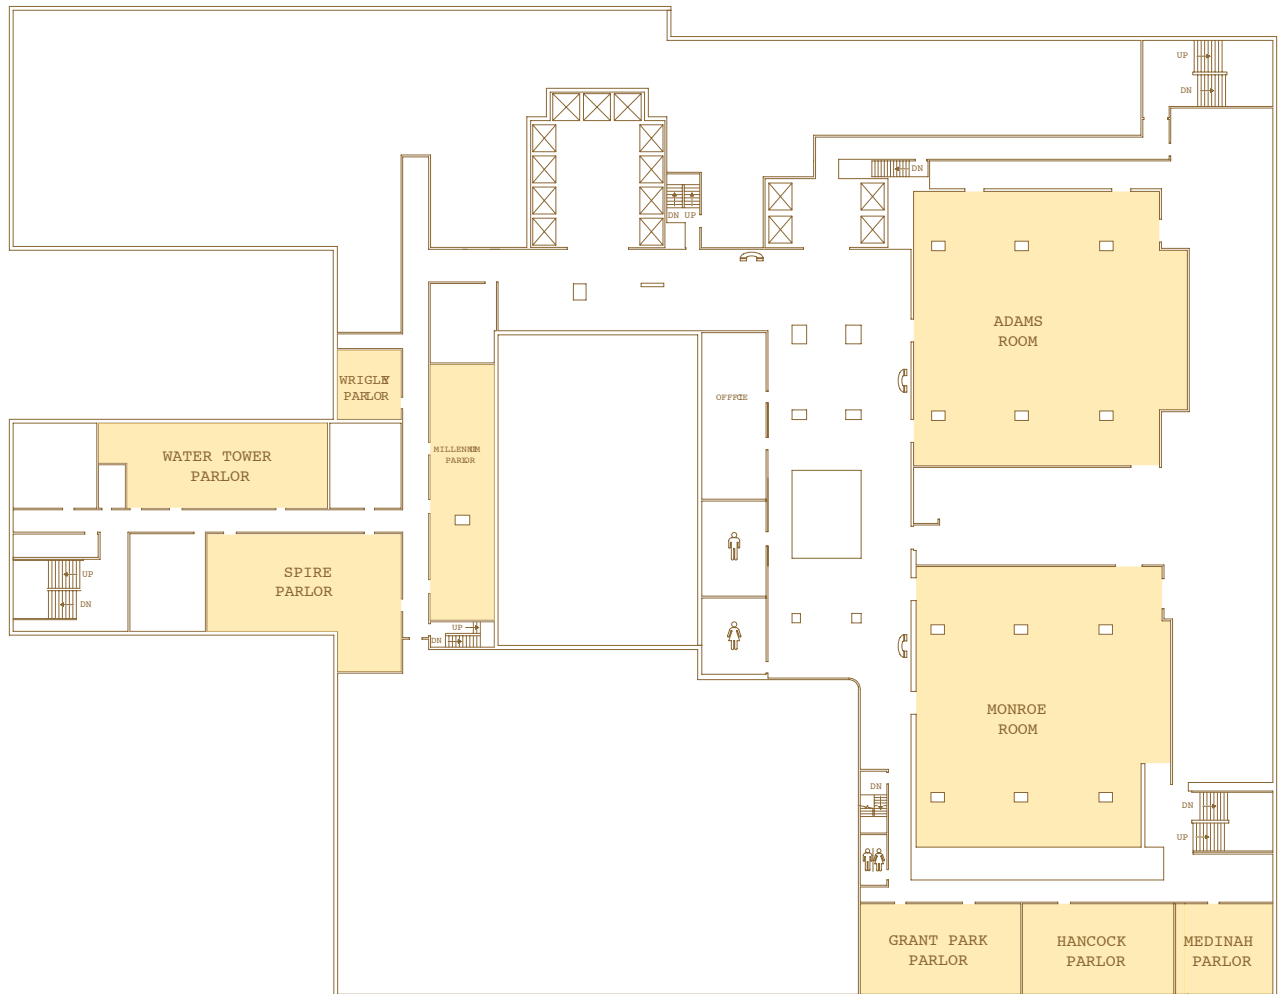 UP
DN
DN
DN UP
ADAMS
ROOM
WRIGLEY
PARLOR
OFFICE
MILLENNIUM
PARLOR
WATER TOWER
PARLOR
SPIRE
PARLOR
UP
DN
UP
DN
MONROE
ROOM
DN
DN
UP
GRANT PARK
PARLOR
HANCOCK
PARLOR
MEDINAH
PARLOR